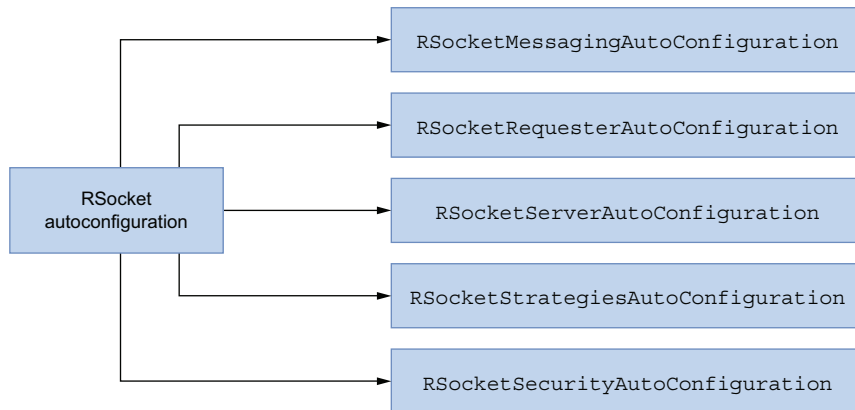 RSocketMessagingAutoConfiguration
RSocketRequesterAutoConfiguration
RSocket
autoconfiguration
RSocketServerAutoConfiguration
RSocketStrategiesAutoConfiguration
RSocketSecurityAutoConfiguration